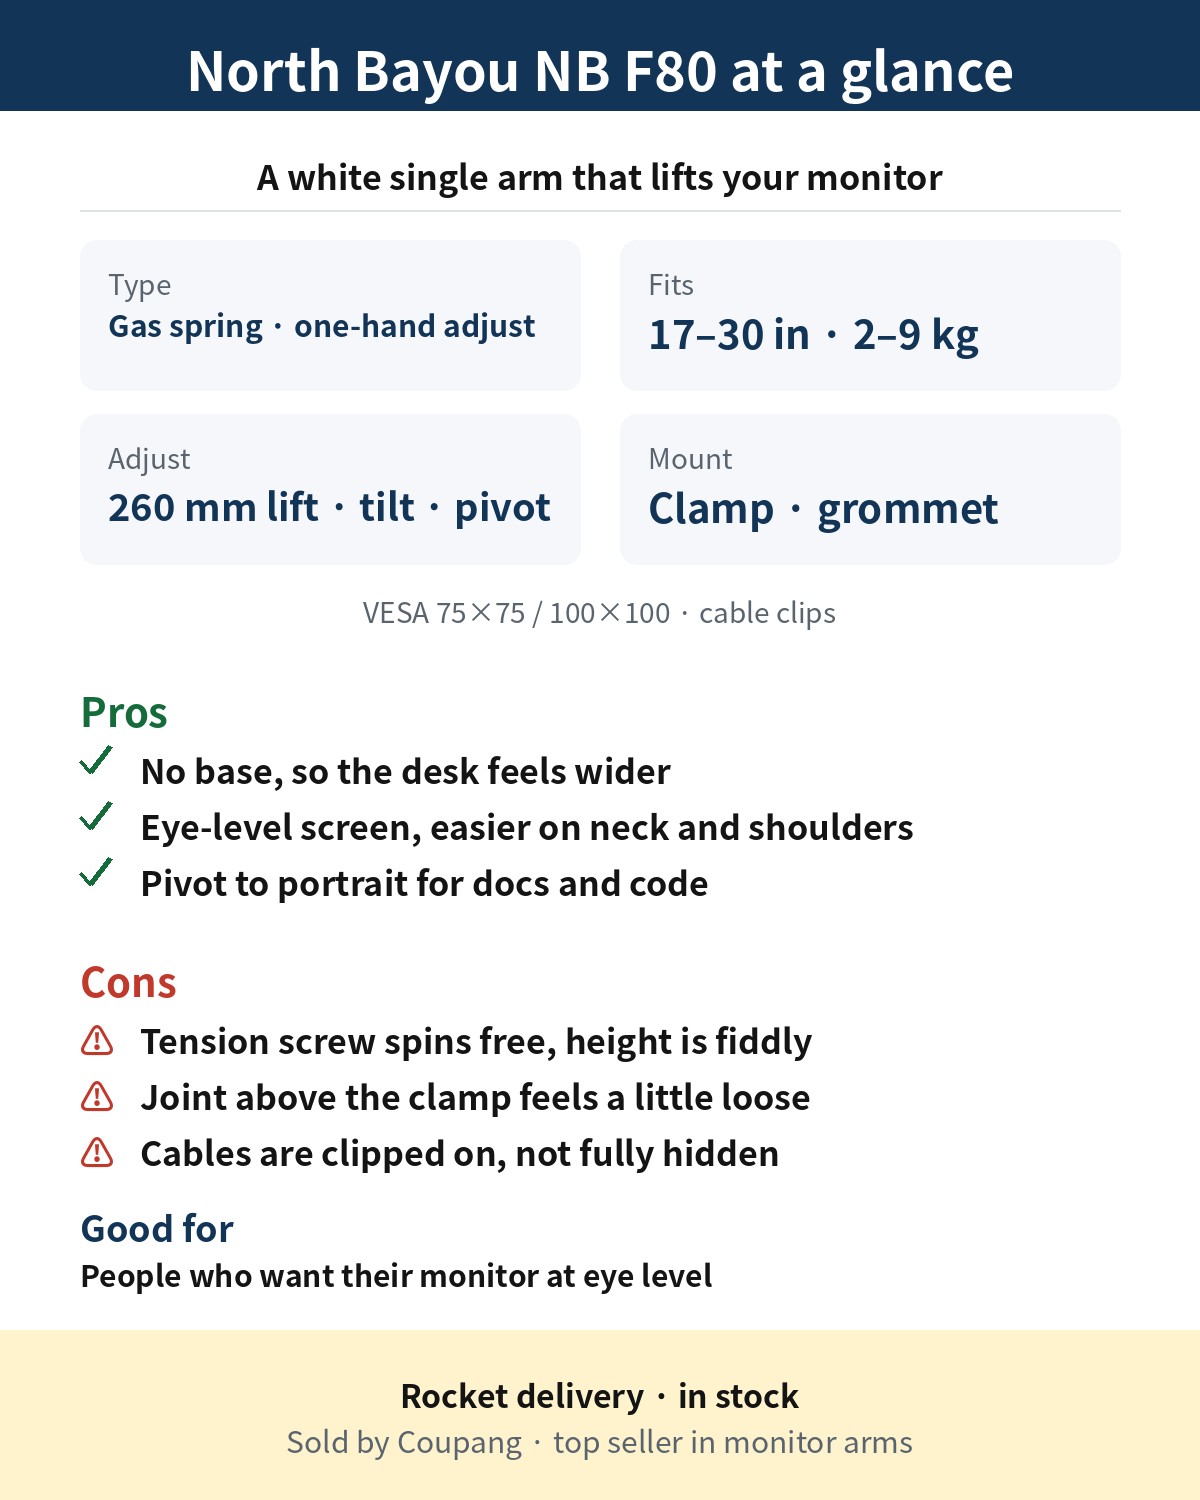 North Bayou NB F80 at a glance
A white single arm that lifts your monitor
Type
Gas spring · one-hand adjust
Fits
17–30 in · 2–9 kg
Adjust
260 mm lift · tilt · pivot
Mount
Clamp · grommet
VESA 75×75 / 100×100 · cable clips
Pros
No base, so the desk feels wider
Eye-level screen, easier on neck and shoulders
Pivot to portrait for docs and code
Cons
Tension screw spins free, height is fiddly
Joint above the clamp feels a little loose
Cables are clipped on, not fully hidden
Good for
People who want their monitor at eye level
Rocket delivery · in stock
Sold by Coupang · top seller in monitor arms